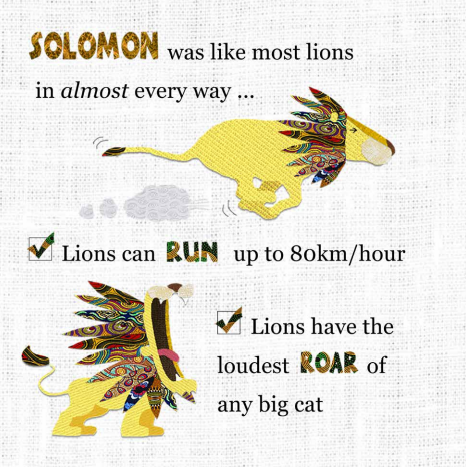 SOLOMON was like most lions
in almost every way ...
Lions can RUN up to 80km/hour
Lions have the
loudest ROAR of
any big cat